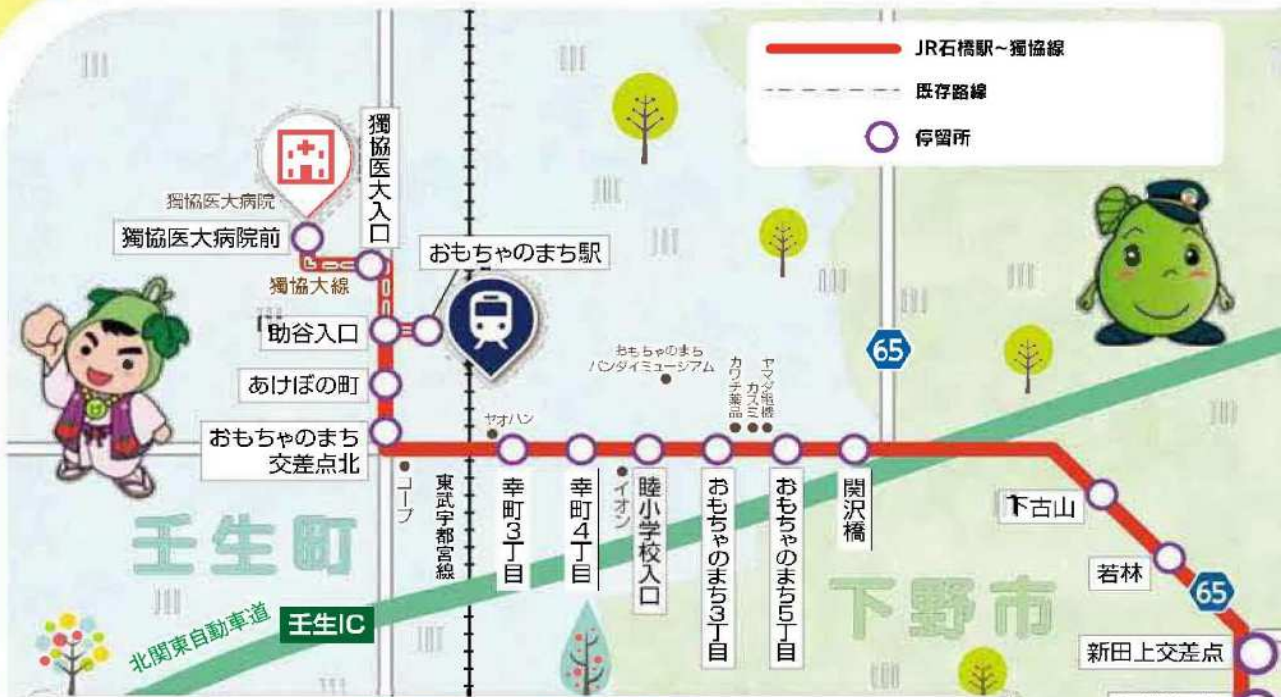 JR石橋駅~獨協線
既存路線
停留所
獨協医大病院
獨協医大病院前
獨協医大入口
獨協大線
おもちゃのまち駅
助谷入口
あけぼの町
おもちゃのまち
交差点北
コープ
東武宇都宮線
ヤオハン
幸町3丁目
幸町4丁目
イオン
睦小学校入口
おもちゃのまち
バンダイミュージアム
おもちゃのまち3丁目
カワチ薬品
カスミ
ヤマダ電機
おもちゃのまち5丁目
関沢橋
65
下古山
若林
65
新田上交差点
壬生町
下野市
北関東自動車道
壬生IC